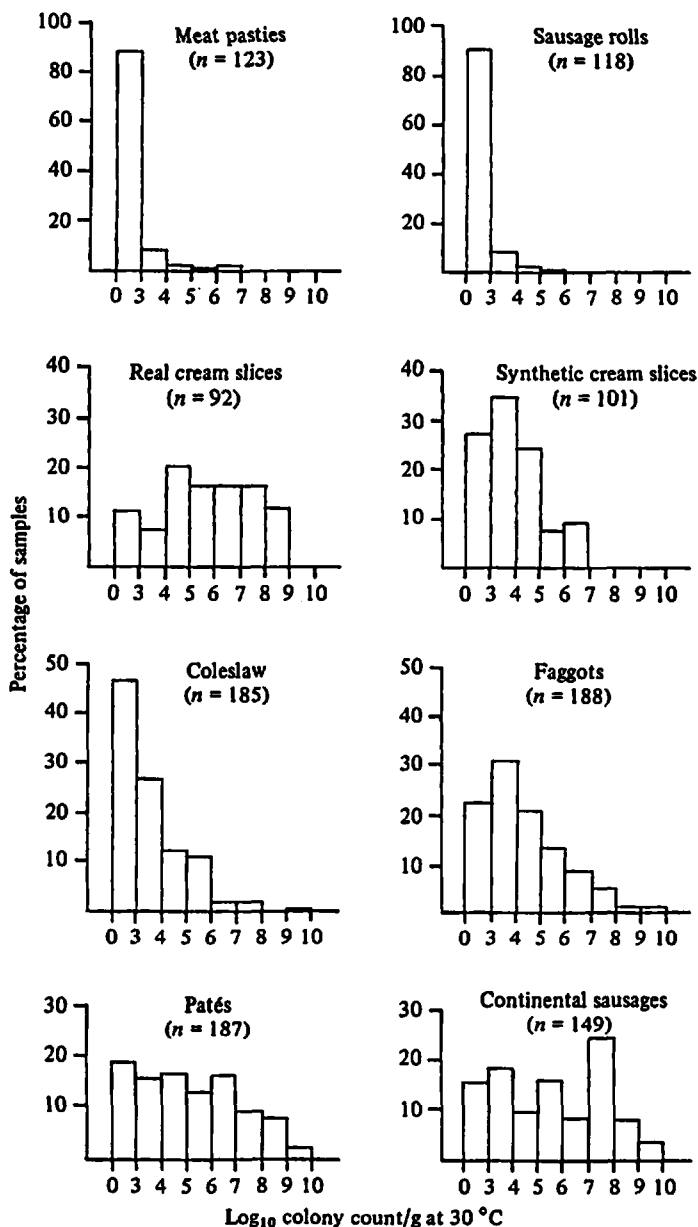 Meat pasties
(n = 123)
100
80
60
40
20
0 3 4 5 6 7 8 9 10
Sausage rolls
(n = 118)
100
80
60
40
20
0 3 4 5 6 7 8 9 10
Real cream slices
(n = 92)
40
30
20
10
0 3 4 5 6 7 8 9 10
Synthetic cream slices
(n = 101)
40
30
20
10
0 3 4 5 6 7 8 9 10
Percentage of samples
Coleslaw
(n = 185)
50
40
30
20
10
0 3 4 5 6 7 8 9 10
Faggots
(n = 188)
50
40
30
20
10
0 3 4 5 6 7 8 9 10
Patés
(n = 187)
30
20
10
0 3 4 5 6 7 8 9 10
Continental sausages
(n = 149)
30
20
10
0 3 4 5 6 7 8 9 10
Log₁₀ colony count/g at 30 °C